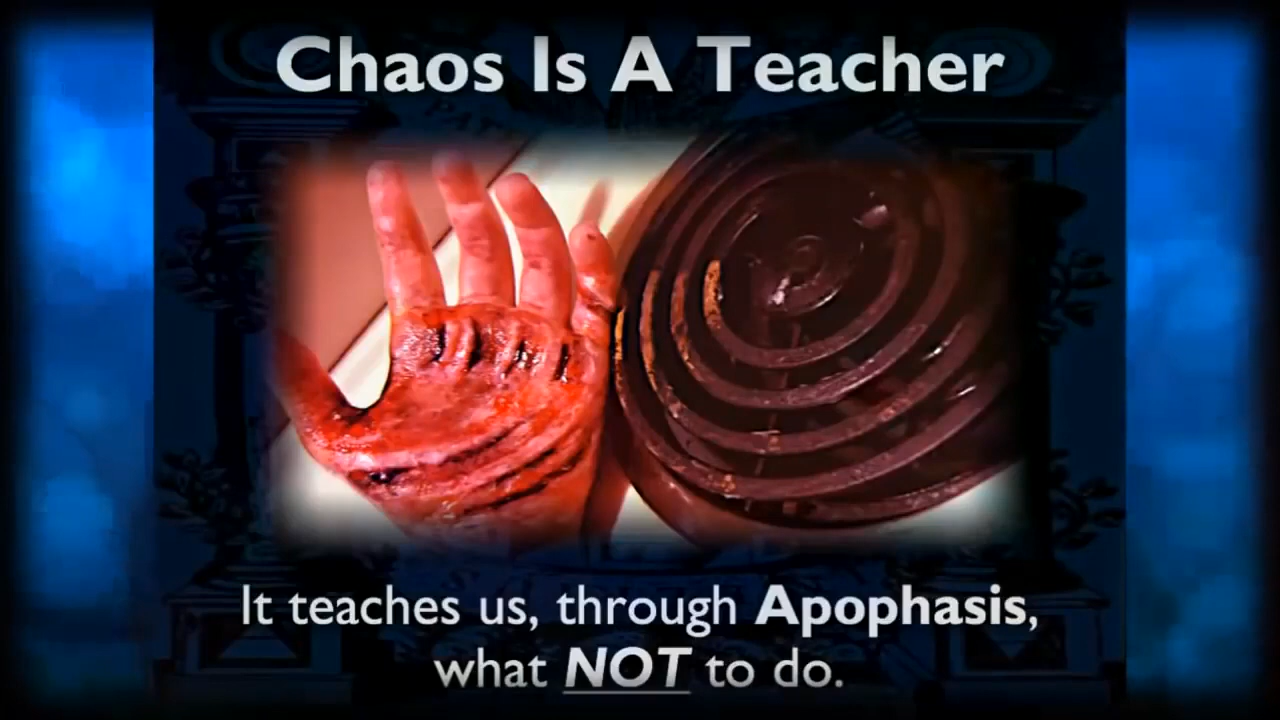 Chaos Is A Teacher
It teaches us, through Apophasis,
what NOT to do.